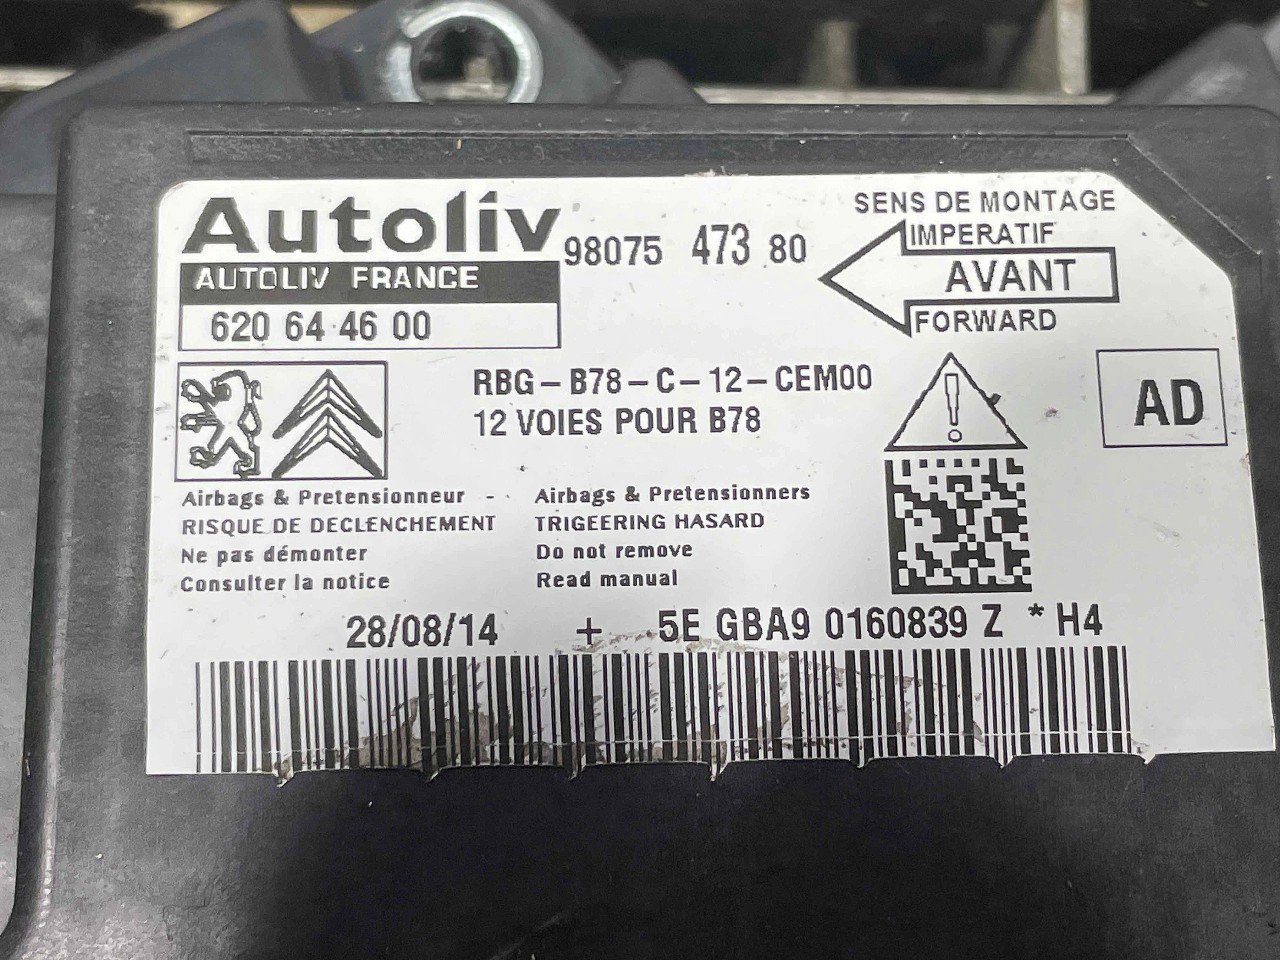 Autoliv
AUTOLIV FRANCE
620 64 46 00
98075 473 80
SENS DE MONTAGE
IMPERATIF
AVANT
FORWARD
RBG-B78-C-12-CEM00
12 VOIES POUR B78
AD
Airbags & Pretensionneur -
RISQUE DE DECLENCHEMENT
Ne pas démonter
Consulter la notice
Airbags & Pretensionners
TRIGEERING HASARD
Do not remove
Read manual
28/08/14 + 5E GBA9 0160839 Z * H4